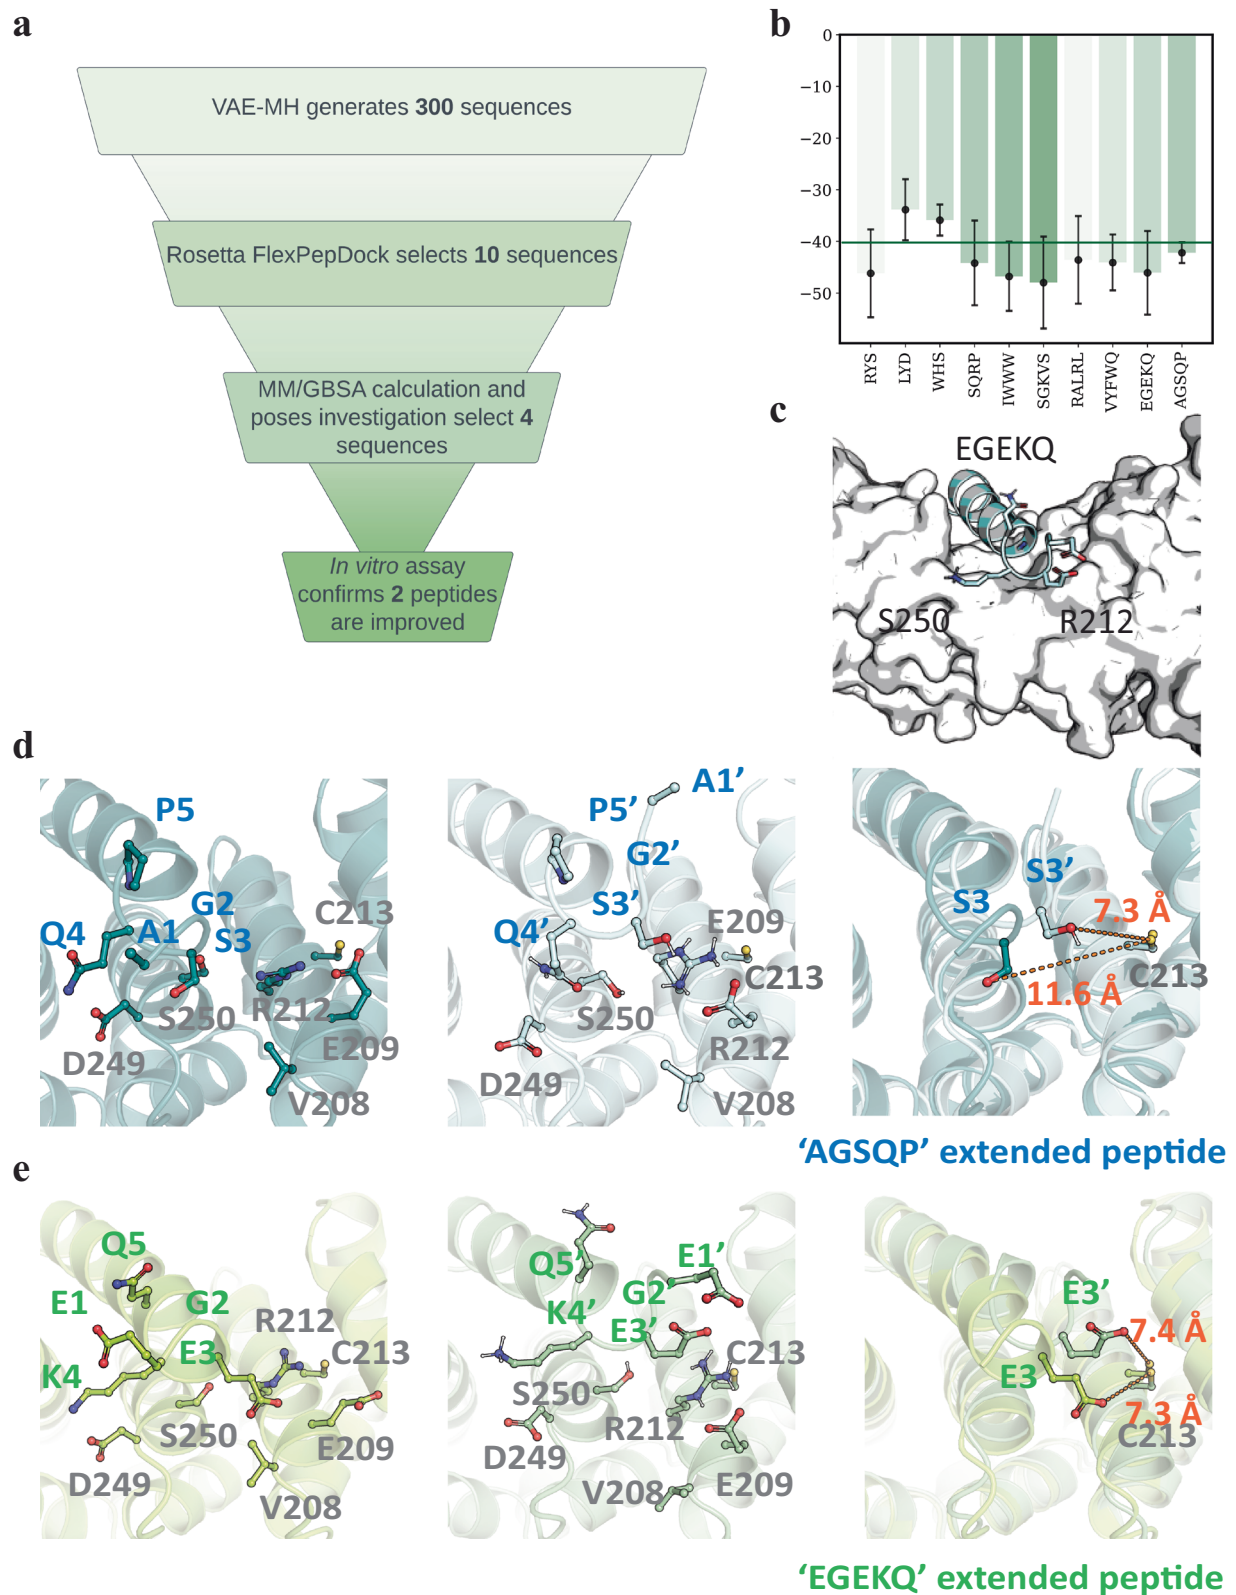 a
VAE-MH generates 300 sequences
Rosetta FlexPepDock selects 10 sequences
MM/GBSA calculation and
poses investigation select 4
sequences
In vitro assay
confirms 2 peptides
are improved
b
0
−10
−20
−30
−40
−50
RYS
LYD
WHS
SQRP
IWWW
SGKVS
RALRL
VYFWQ
EGEKQ
AGSQP
c
EGEKQ
S250
R212
d
P5
G2
C213
Q4
A1
S3
S250
R212
E209
D249
V208
A1’
P5’
G2’
S3’
E209
Q4’
C213
S250
R212
D249
V208
S3’
S3
7.3 Å
C213
11.6 Å
‘AGSQP’ extended peptide
e
Q5
E1
G2
R212
K4
E3
C213
S250
E209
D249
V208
Q5’
E1’
G2’
K4’
E3’
C213
S250
R212
D249
V208
E209
E3’
7.4 Å
E3
7.3 Å
C213
‘EGEKQ’ extended peptide